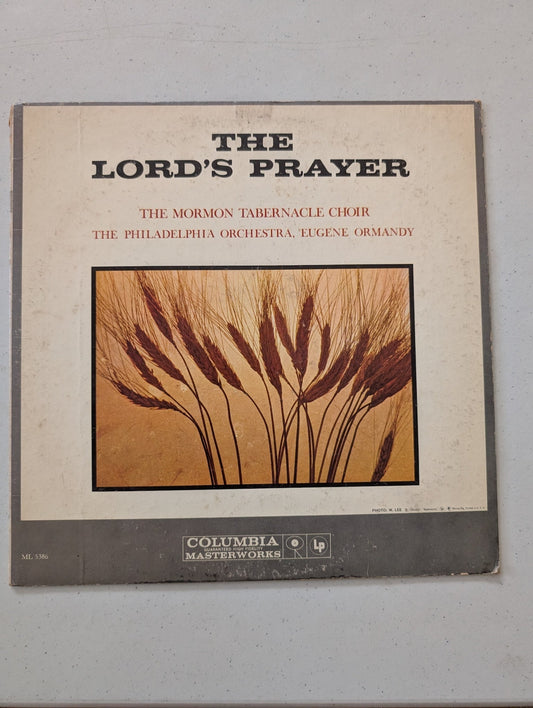 THE
LORD'S PRAYER
THE MORMON TABERNACLE CHOIR
THE PHILADELPHIA ORCHESTRA, EUGENE ORMANDY
PHOTO: W. LEE
ML 5386
COLUMBIA
GUARANTEED HIGH FIDELITY
MASTERWORKS
Lp